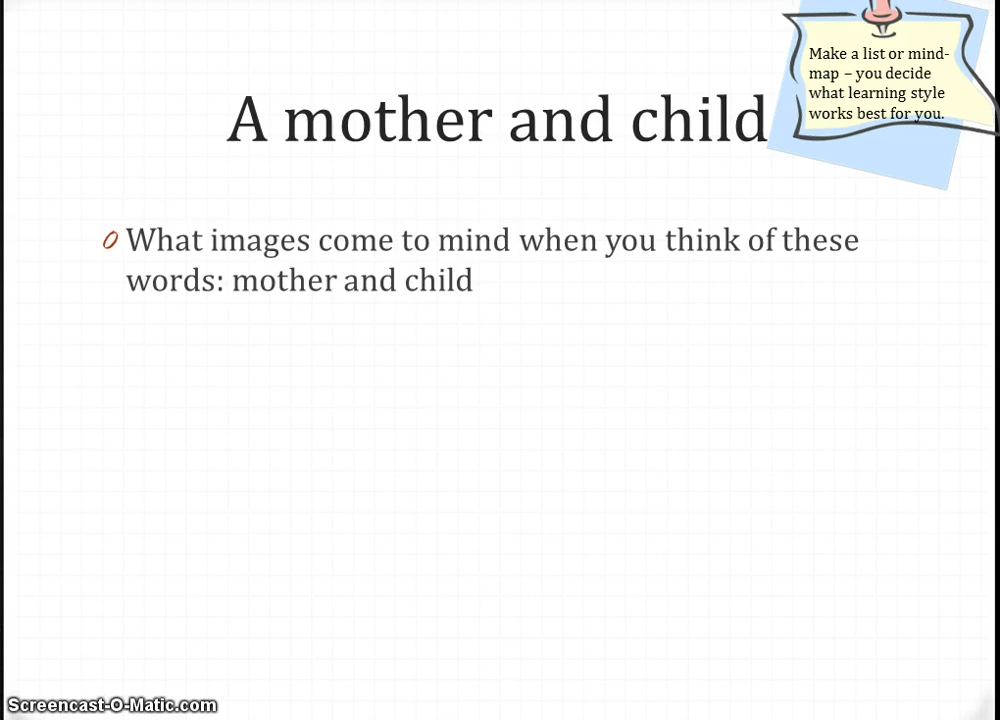 Make a list or mind-
map – you decide
what learning style
works best for you.
A mother and child
What images come to mind when you think of these
words: mother and child
Screencast-O-Matic.com